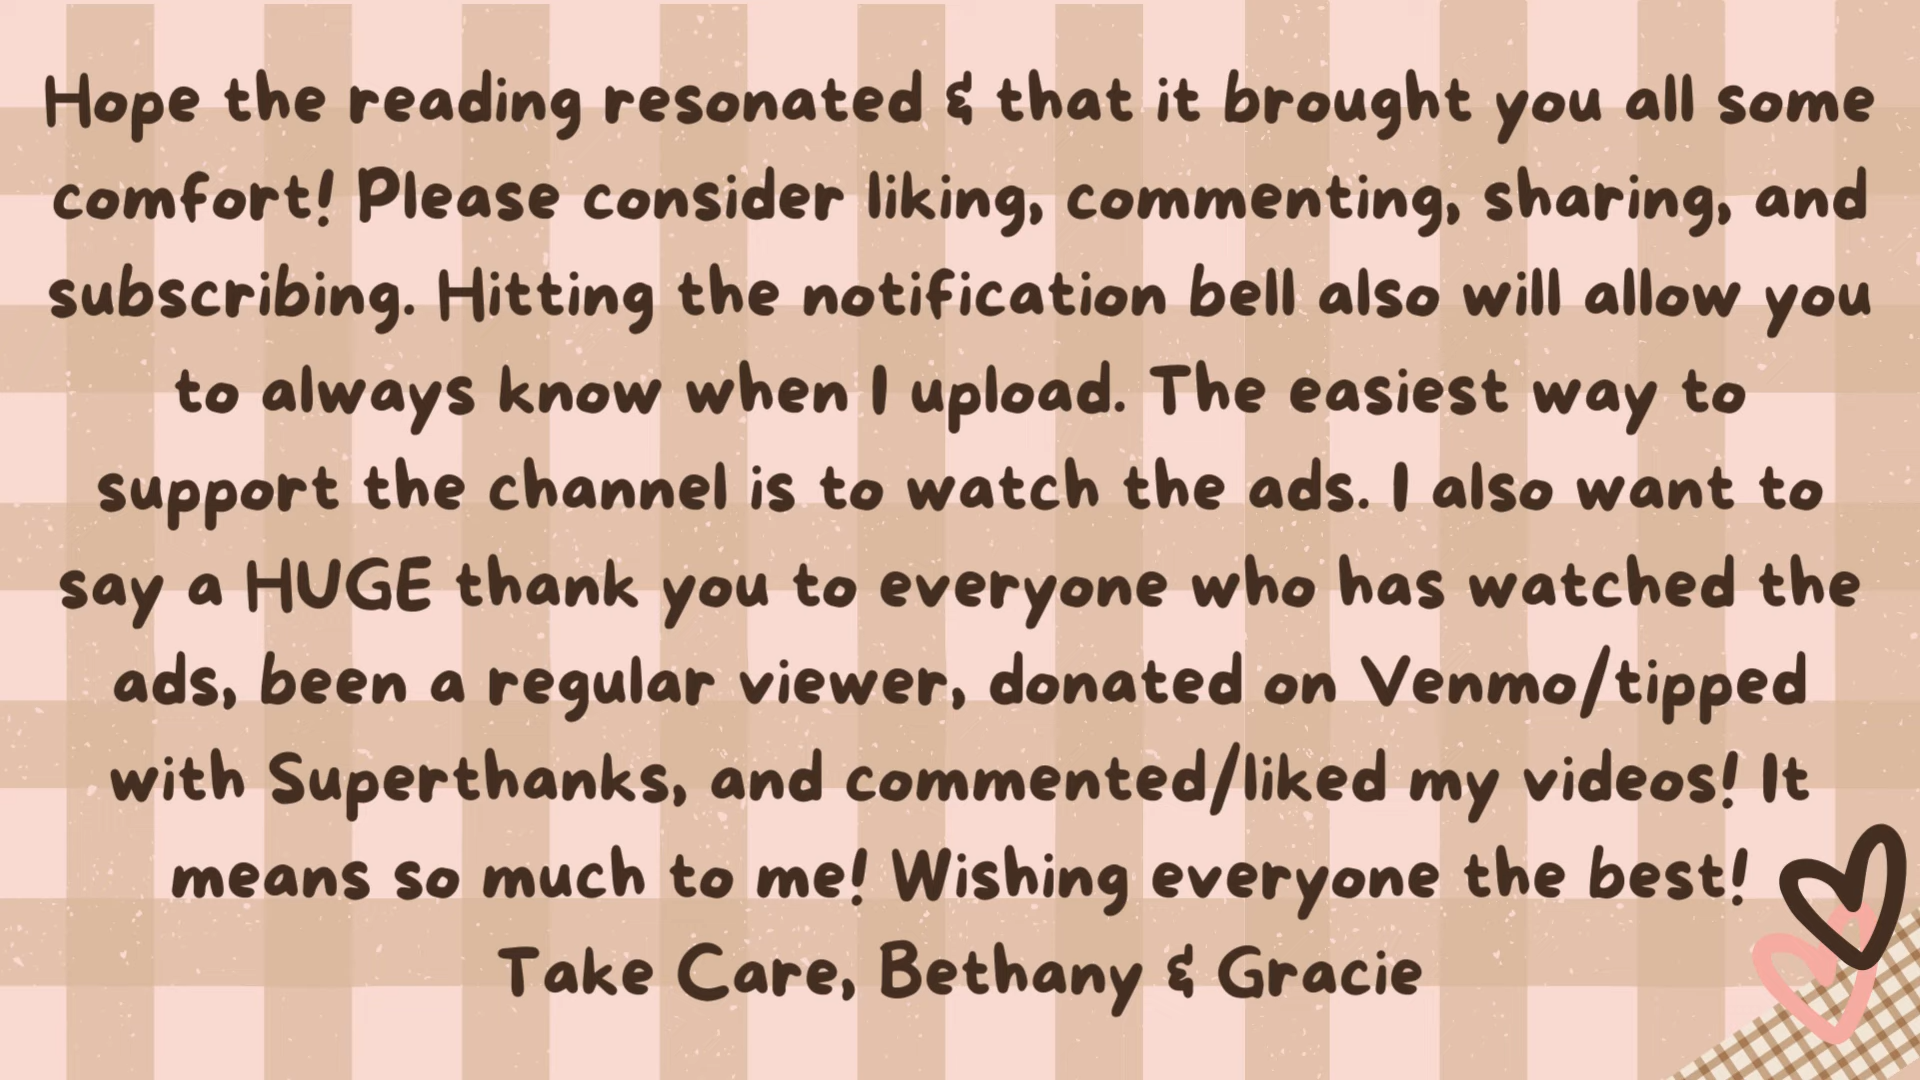 Hope the reading resonated & that it brought you all some
comfort! Please consider liking, commenting, sharing, and
subscribing. Hitting the notification bell also will allow you
to always know when I upload. The easiest way to
support the channel is to watch the ads. I also want to
say a HUGE thank you to everyone who has watched the
ads, been a regular viewer, donated on Venmo/tipped
with Superthanks, and commented/liked my videos! It
means so much to me! Wishing everyone the best!
Take Care, Bethany & Gracie